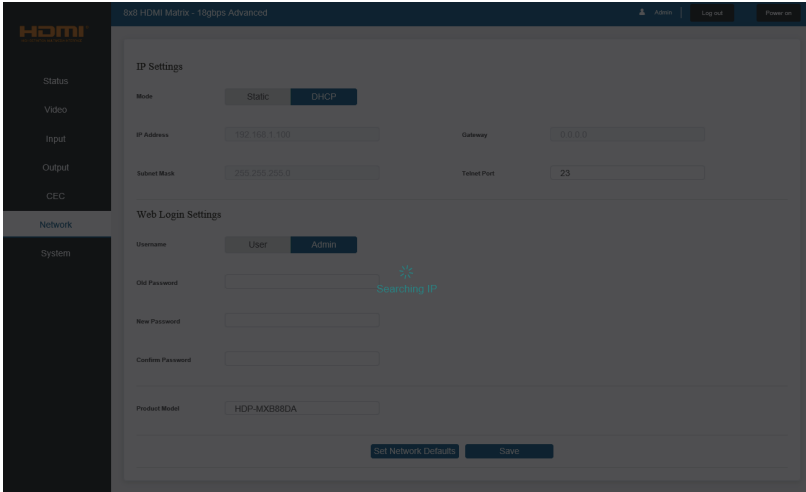 8x8 HDMI Matrix - 18gbps Advanced
Admin
Log out
Power on
HDMI
Status
Video
Input
Output
CEC
Network
System
IP Settings
Mode
Static
DHCP
IP Address
192.168.1.100
Gateway
0.0.0.0
Subnet Mask
255.255.255.0
Telnet Port
23
Web Login Settings
Username
User
Admin
Old Password
Searching IP
New Password
Confirm Password
Product Model
HDP-MXB88DA
Set Network Defaults
Save